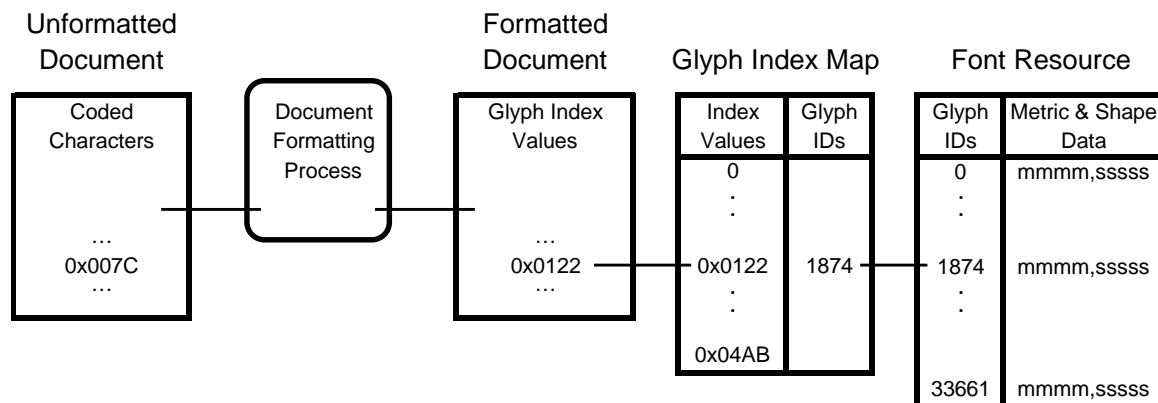 Unformatted
Document
Coded
Characters
…
0x007C
…
Document
Formatting
Process
Formatted
Document
Glyph Index
Values
…
0x0122
…
Glyph Index Map
Index
Values
Glyph
IDs
0
.
.
0x0122
1874
.
.
0x04AB
Font Resource
Glyph
IDs
Metric & Shape
Data
0
mmmm,sssss
.
.
1874
mmmm,sssss
.
.
33661
mmmm,sssss